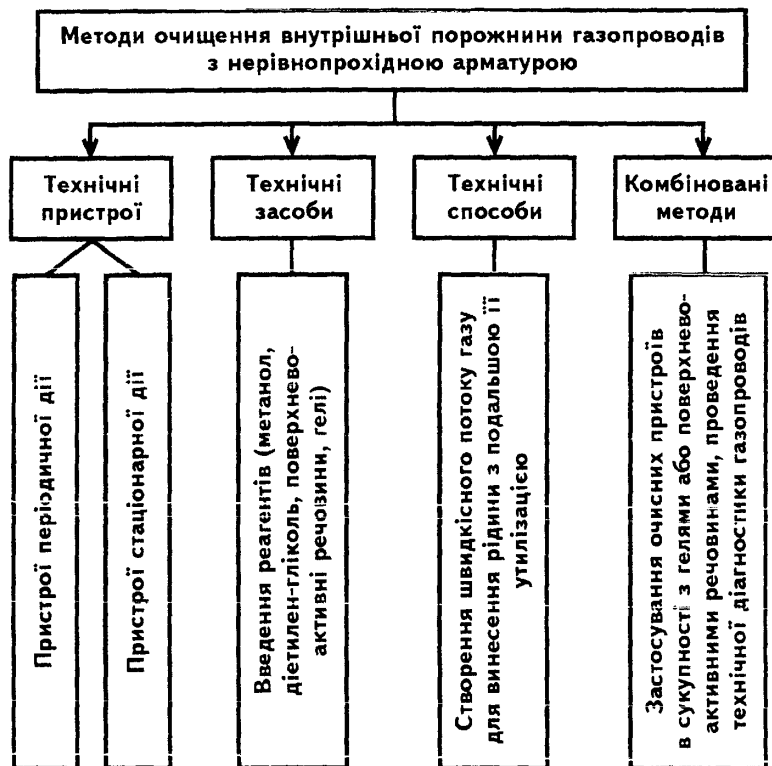 Методи очищення внутрішньої порожнини газопроводів
з нерівнопрохідною арматурою
Технічні
пристрої
Технічні
засоби
Технічні
способи
Комбіновані
методи
Пристрої періодичної дії
Пристрої стаціонарної дії
Введення реагентів (метанол,
діетилен-гліколь, поверхнево-
активні речовини, гелі)
Створення швидкісного потоку газу
для винесення рідини з подальшою її
утилізацією
Застосування очисних пристроїв
в сукупності з гелями або поверхнево-
активними речовинами, проведення
технічної діагностики газопроводів